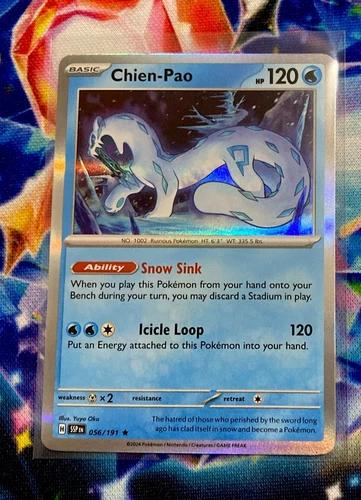 BASIC
Chien-Pao
HP 120
NO. 1002 Ruinous Pokémon HT: 6'3" WT: 335.5 lbs.
Ability Snow Sink
When you play this Pokémon from your hand onto your
Bench during your turn, you may discard a Stadium in play.
Icicle Loop 120
Put an Energy attached to this Pokémon into your hand.
weakness ×2 resistance retreat
Illus. Yuya Oka
H SSP EN 056/191 ★
The hatred of those who perished by the sword long
ago has clad itself in snow and become a Pokémon.
©2024 Pokémon / Nintendo / Creatures / GAME FREAK